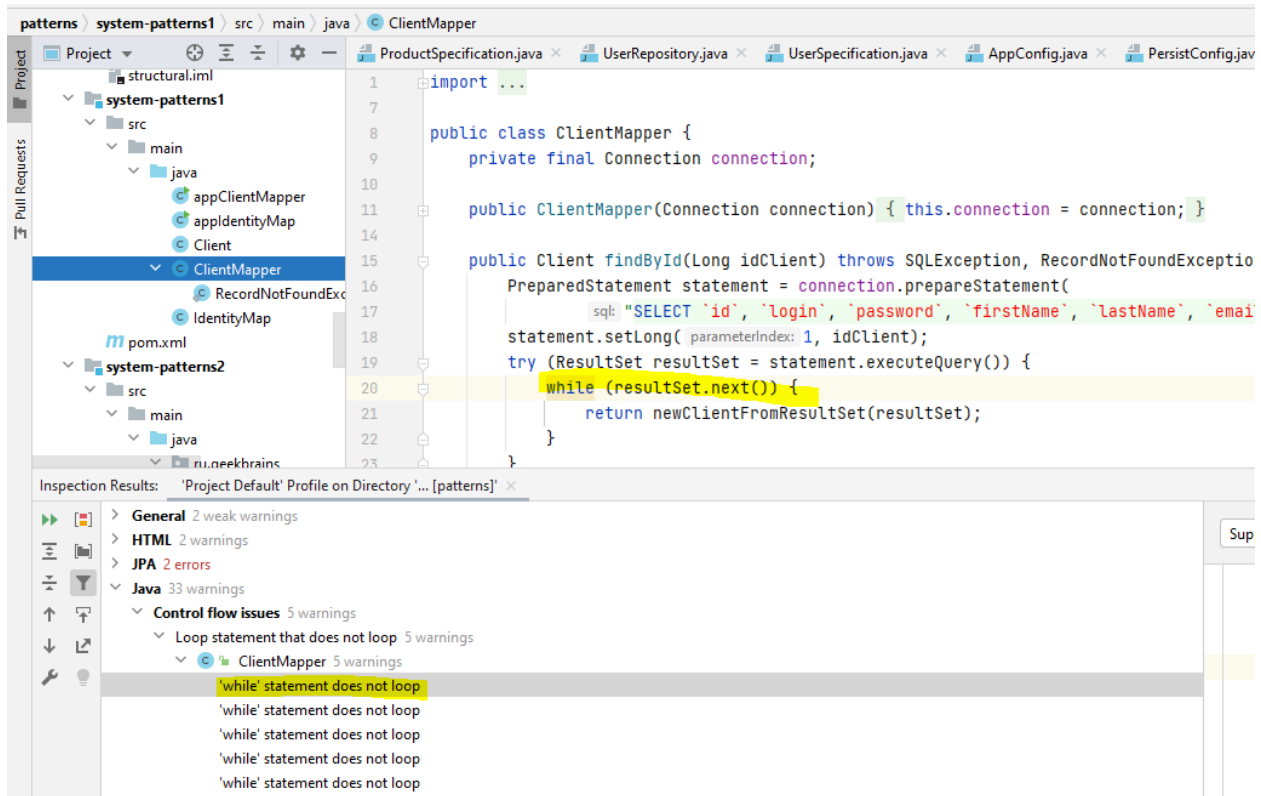 patterns system-patterns1 src main java ClientMapper
Project
Pull Requests
Project
ProductSpecification.java
UserRepository.java
UserSpecification.java
AppConfig.java
PersistConfig.jav
structural.iml
system-patterns1
src
main
java
appClientMapper
appIdentityMap
Client
ClientMapper
RecordNotFoundExc
IdentityMap
pom.xml
system-patterns2
src
main
java
ru.geekbrains
1 import ...
7
8 public class ClientMapper {
9 private final Connection connection;
10
11 public ClientMapper(Connection connection) { this.connection = connection; }
14
15 public Client findById(Long idClient) throws SQLException, RecordNotFoundExceptio
16 PreparedStatement statement = connection.prepareStatement(
17 sql: "SELECT `id`, `login`, `password`, `firstName`, `lastName`, `emai
18 statement.setLong( parameterIndex: 1, idClient);
19 try (ResultSet resultSet = statement.executeQuery()) {
20 while (resultSet.next()) {
21 return newClientFromResultSet(resultSet);
22 }
23 }
Inspection Results: 'Project Default' Profile on Directory '... [patterns]'
General 2 weak warnings
HTML 2 warnings
JPA 2 errors
Java 33 warnings
Control flow issues 5 warnings
Loop statement that does not loop 5 warnings
ClientMapper 5 warnings
'while' statement does not loop
'while' statement does not loop
'while' statement does not loop
'while' statement does not loop
'while' statement does not loop
Sup